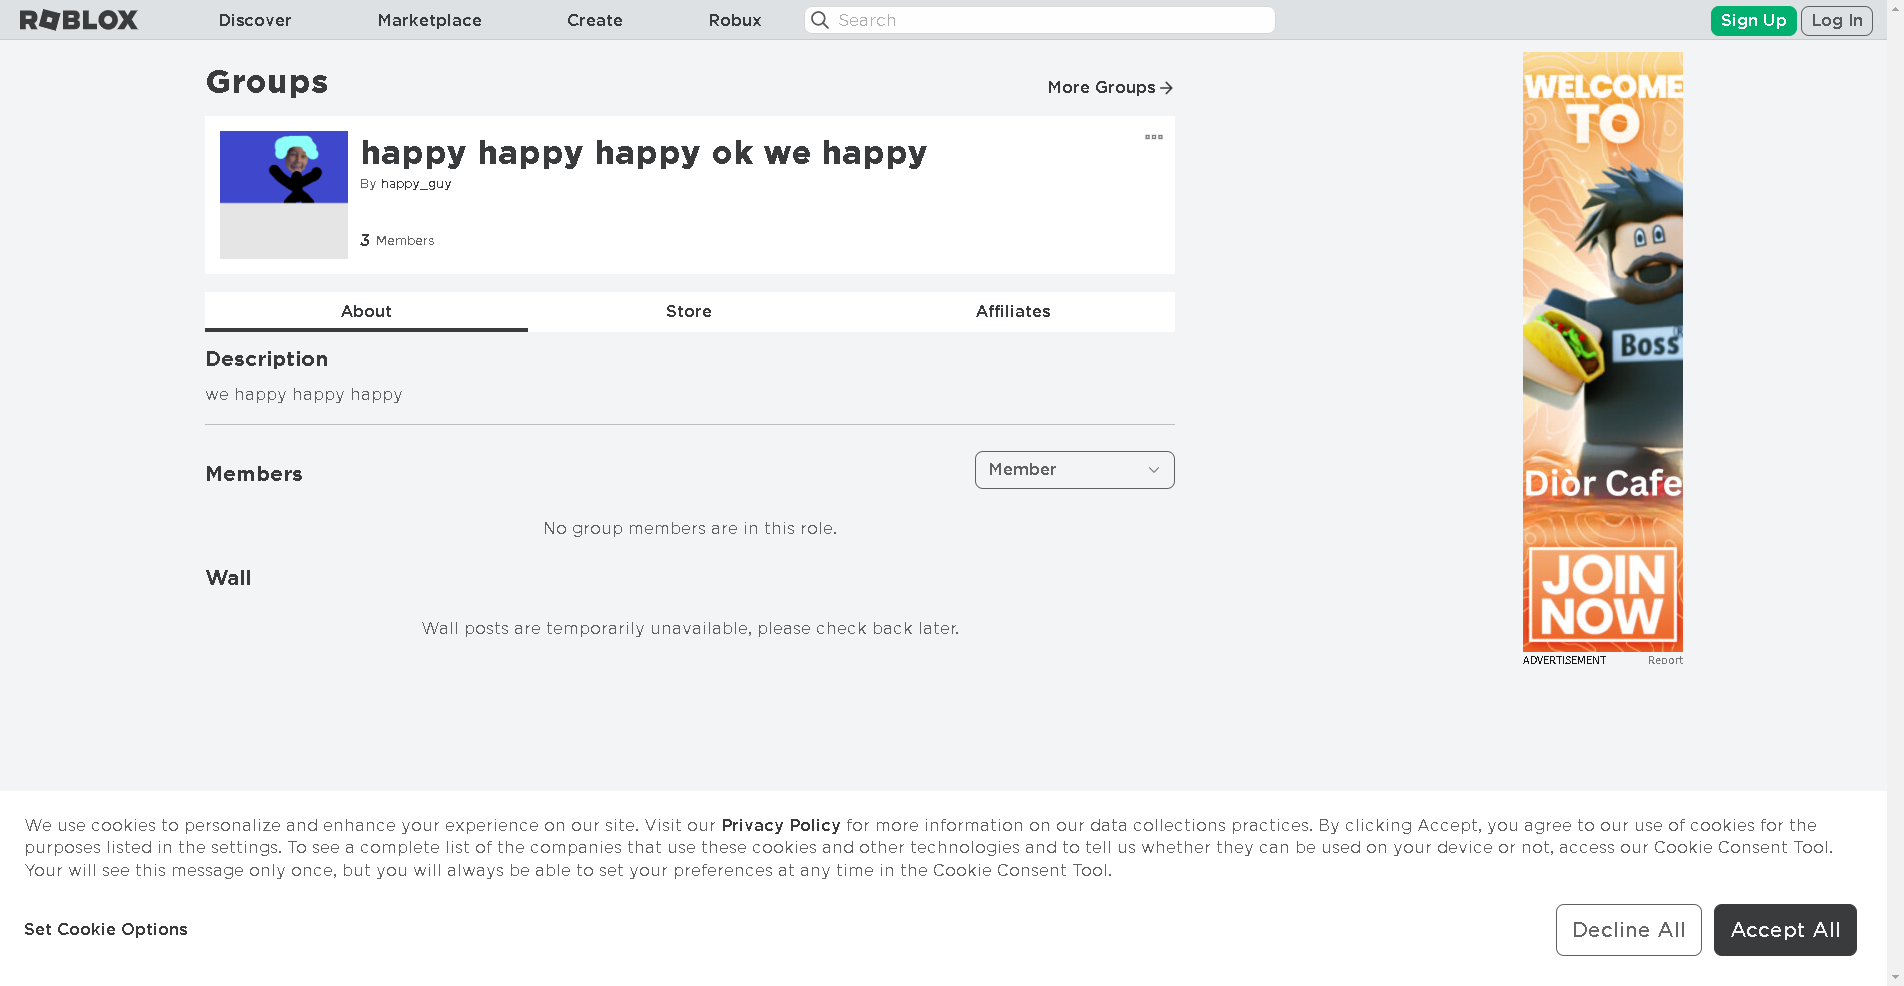 ROBLOX
Discover
Marketplace
Create
Robux
Search
Sign Up
Log In
Groups
More Groups
happy happy happy ok we happy
By happy_guy
3 Members
About
Store
Affiliates
Description
we happy happy happy
Members
Member
No group members are in this role.
Wall
Wall posts are temporarily unavailable, please check back later.
WELCOME
TO
Boss
Diòr Cafe
JOIN
NOW
ADVERTISEMENT
Report
We use cookies to personalize and enhance your experience on our site. Visit our Privacy Policy for more information on our data collections practices. By clicking Accept, you agree to our use of cookies for the
purposes listed in the settings. To see a complete list of the companies that use these cookies and other technologies and to tell us whether they can be used on your device or not, access our Cookie Consent Tool.
Your will see this message only once, but you will always be able to set your preferences at any time in the Cookie Consent Tool.
Set Cookie Options
Decline All
Accept All